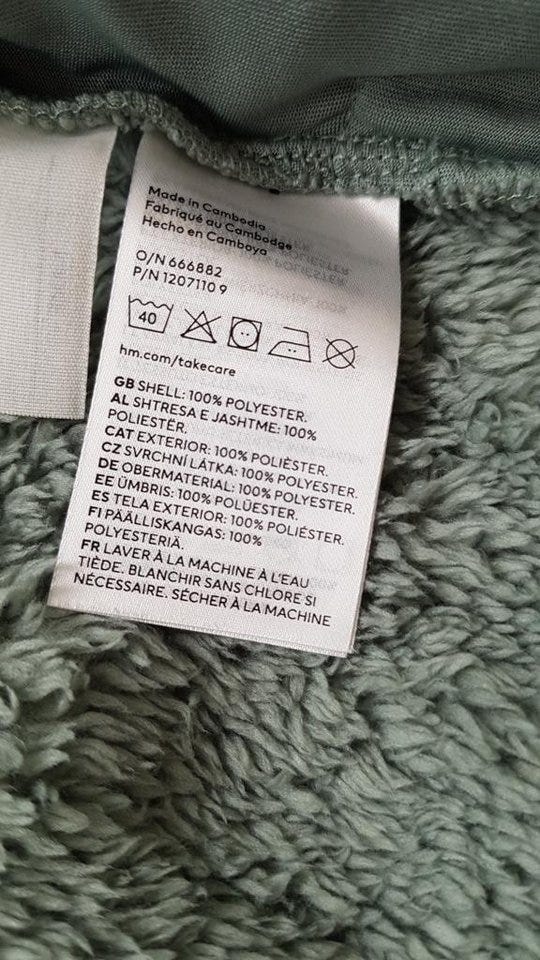 Made in Cambodia
Fabriqué au Cambodge
Hecho en Camboya
O/N 666882
P/N 1207110 9
40
hm.com/takecare
GB SHELL: 100% POLYESTER.
AL SHTRESA E JASHTME: 100%
POLIESTËR.
CAT EXTERIOR: 100% POLIÈSTER.
CZ SVRCHNÍ LÁTKA: 100% POLYESTER.
DE OBERMATERIAL: 100% POLYESTER.
EE ÜMBRIS: 100% POLÜESTER.
ES TELA EXTERIOR: 100% POLIÉSTER.
FI PÄÄLLISKANGAS: 100%
POLYESTERIÄ.
FR LAVER À LA MACHINE À L'EAU
TIÈDE. BLANCHIR SANS CHLORE SI
NÉCESSAIRE. SÉCHER À LA MACHINE